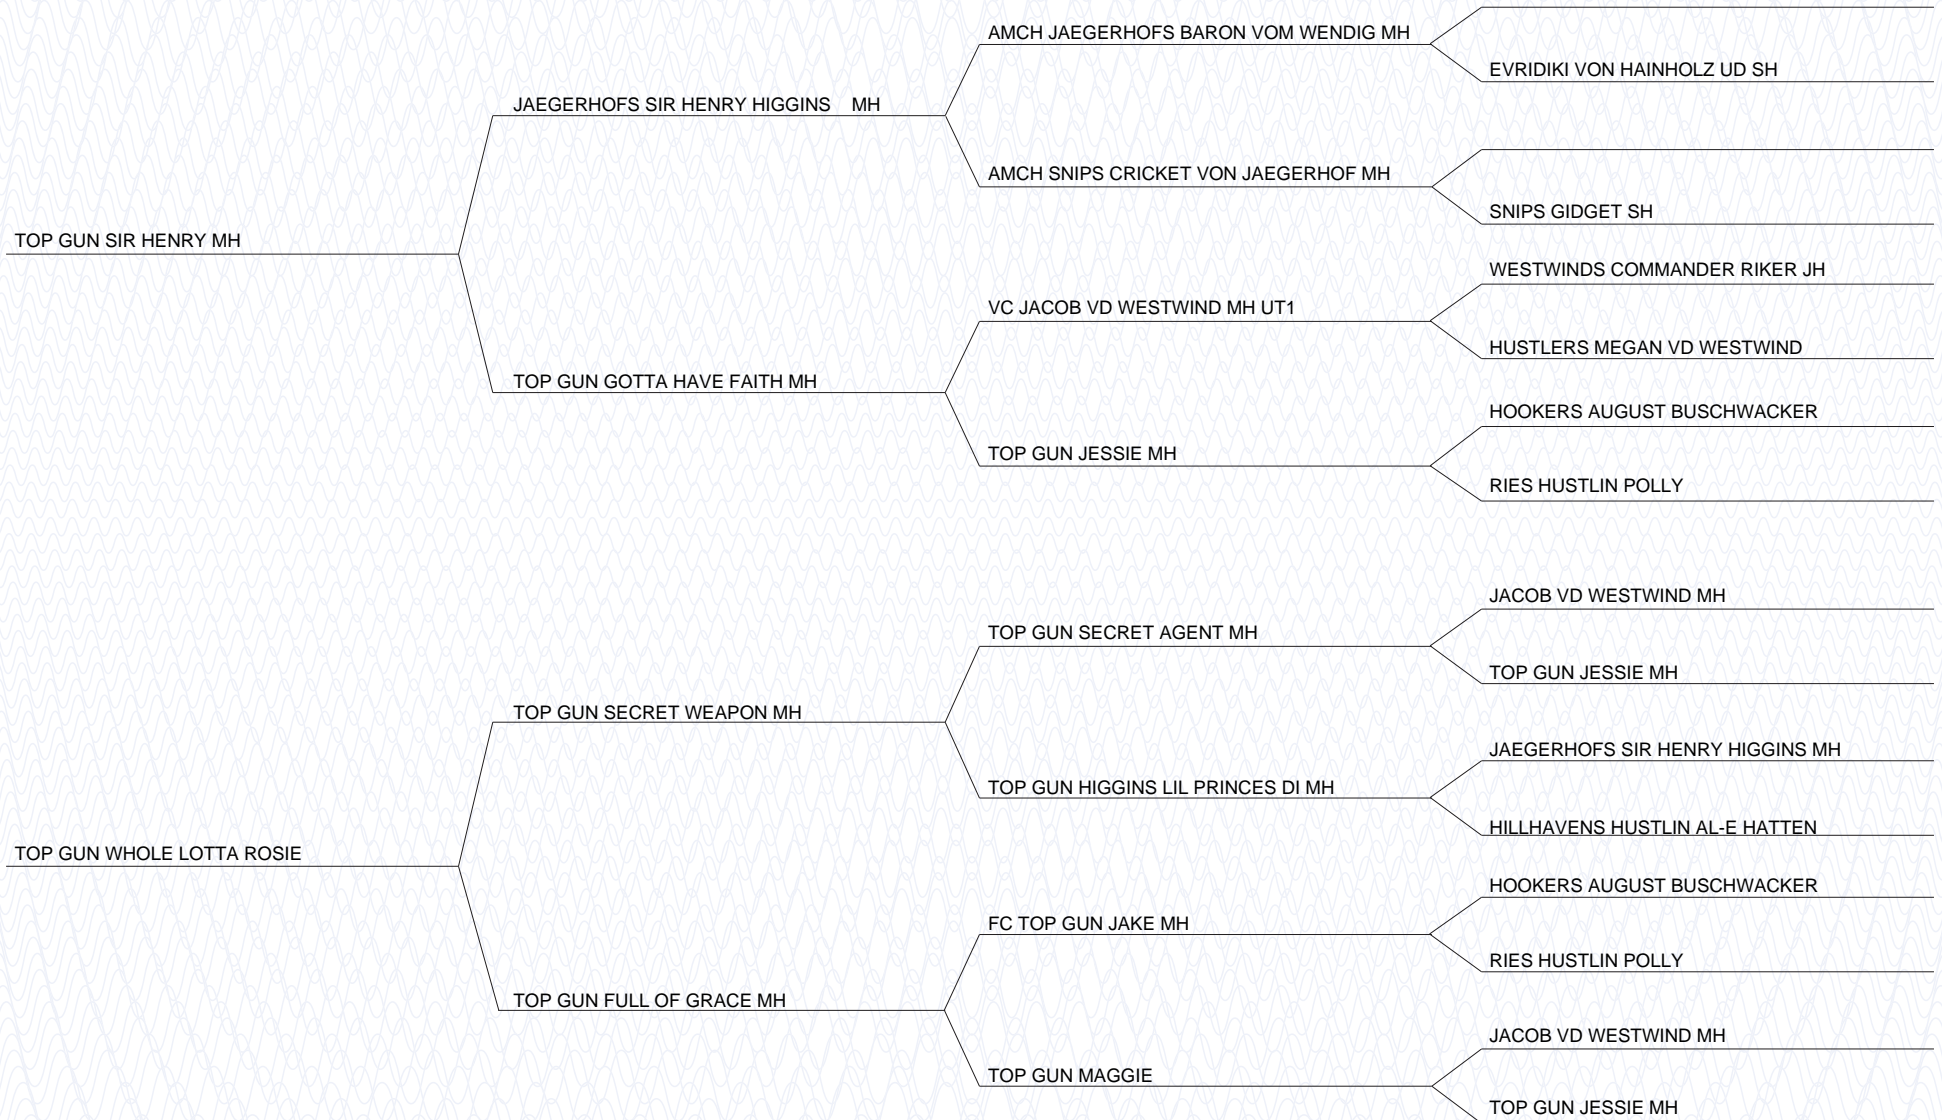 AMCH JAEGERHOFS BARON VOM WENDIG MH
EVRIDIKI VON HAINHOLZ UD SH
JAEGERHOFS SIR HENRY HIGGINS MH
AMCH SNIPS CRICKET VON JAEGERHOF MH
SNIPS GIDGET SH
TOP GUN SIR HENRY MH
WESTWINDS COMMANDER RIKER JH
VC JACOB VD WESTWIND MH UT1
HUSTLERS MEGAN VD WESTWIND
TOP GUN GOTTA HAVE FAITH MH
HOOKERS AUGUST BUSCHWACKER
TOP GUN JESSIE MH
RIES HUSTLIN POLLY
JACOB VD WESTWIND MH
TOP GUN SECRET AGENT MH
TOP GUN JESSIE MH
TOP GUN SECRET WEAPON MH
JAEGERHOFS SIR HENRY HIGGINS MH
TOP GUN HIGGINS LIL PRINCES DI MH
HILLHAVENS HUSTLIN AL-E HATTEN
TOP GUN WHOLE LOTTA ROSIE
HOOKERS AUGUST BUSCHWACKER
FC TOP GUN JAKE MH
RIES HUSTLIN POLLY
TOP GUN FULL OF GRACE MH
JACOB VD WESTWIND MH
TOP GUN MAGGIE
TOP GUN JESSIE MH